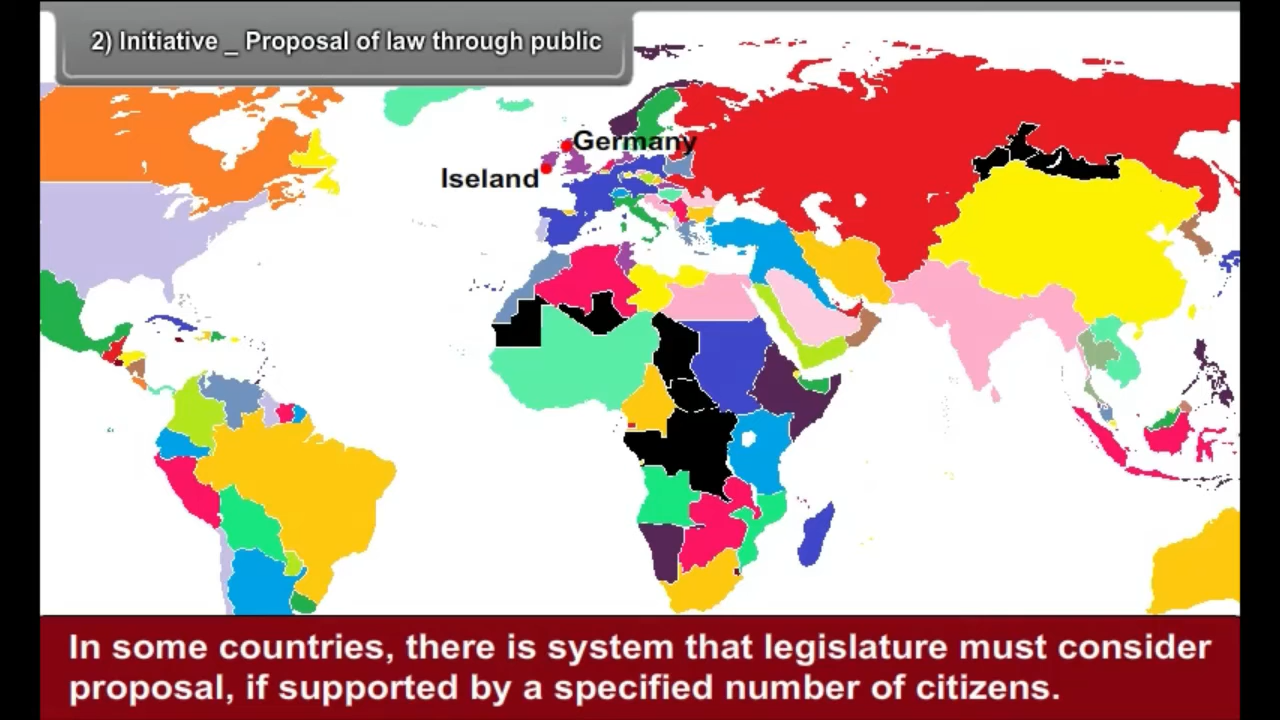 2) Initiative _ Proposal of law through public
Germany
Iseland
In some countries, there is system that legislature must consider
proposal, if supported by a specified number of citizens.